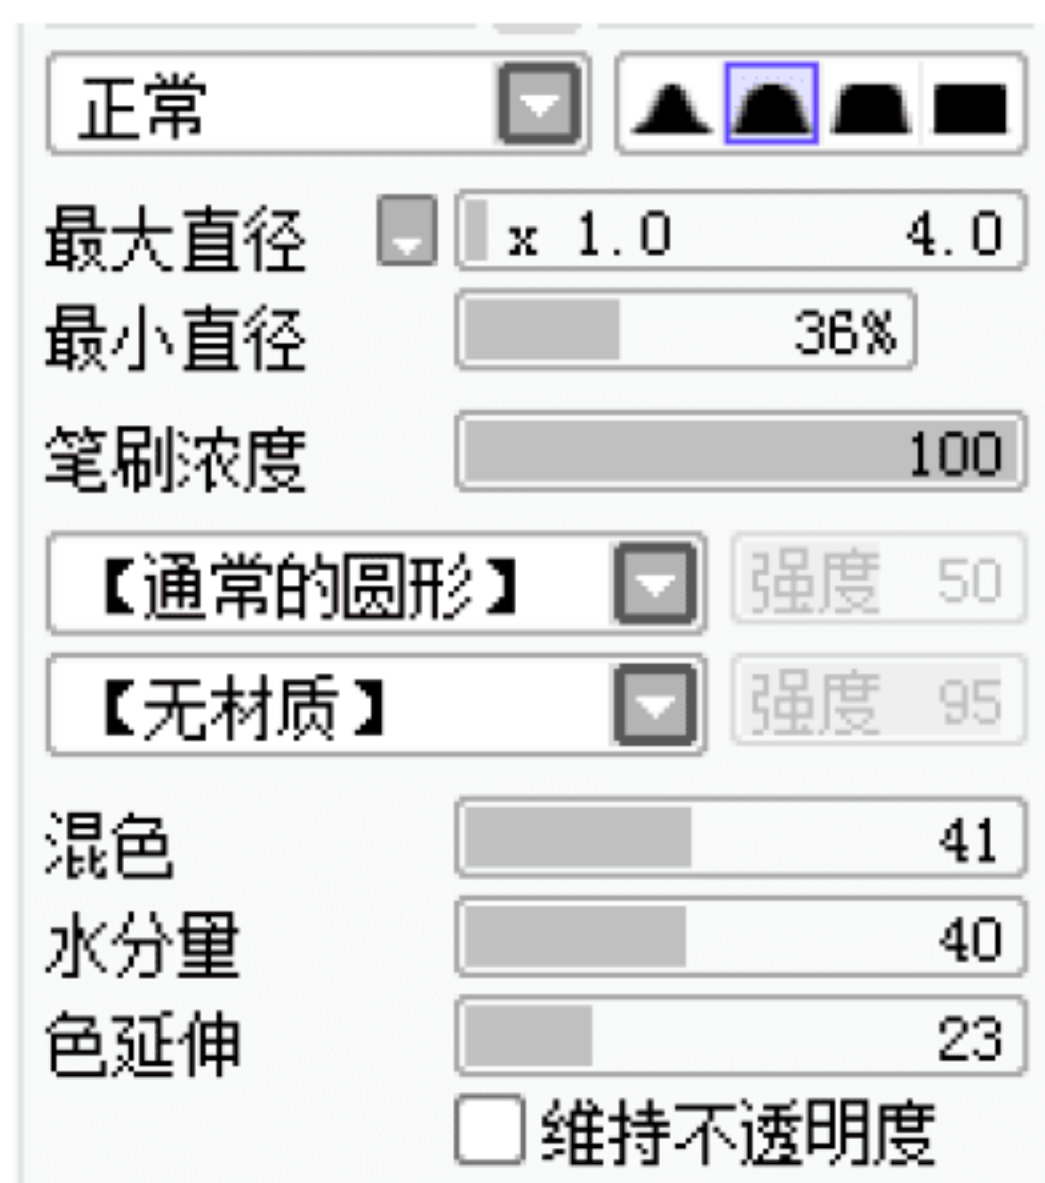 正常
最大直径 x 1.0 4.0
最小直径 36%
笔刷浓度 100
【通常的圆形】 强度 50
【无材质】 强度 95
混色 41
水分量 40
色延伸 23
维持不透明度